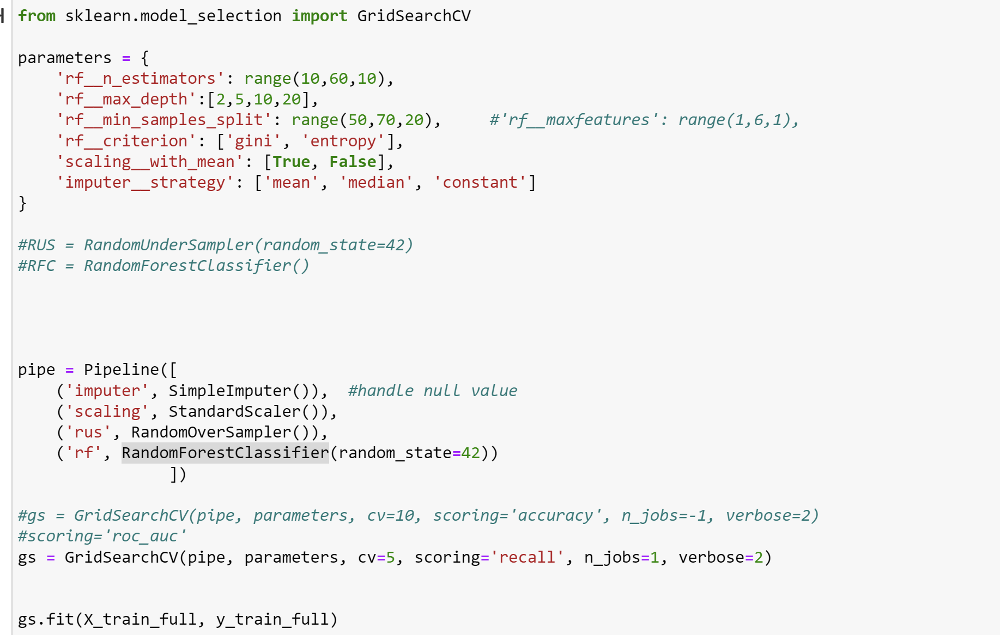 from sklearn.model_selection import GridSearchCV
parameters = {
    'rf__n_estimators': range(10,60,10),
    'rf__max_depth':[2,5,10,20],
    'rf__min_samples_split': range(50,70,20),     #'rf__maxfeatures': range(1,6,1),
    'rf__criterion': ['gini', 'entropy'],
    'scaling__with_mean': [True, False],
    'imputer__strategy': ['mean', 'median', 'constant']
}
#RUS = RandomUnderSampler(random_state=42)
#RFC = RandomForestClassifier()
pipe = Pipeline([
    ('imputer', SimpleImputer()),  #handle null value
    ('scaling', StandardScaler()),
    ('rus', RandomOverSampler()),
    ('rf', RandomForestClassifier(random_state=42))
                ])
#gs = GridSearchCV(pipe, parameters, cv=10, scoring='accuracy', n_jobs=-1, verbose=2)
#scoring='roc_auc'
gs = GridSearchCV(pipe, parameters, cv=5, scoring='recall', n_jobs=1, verbose=2)
gs.fit(X_train_full, y_train_full)